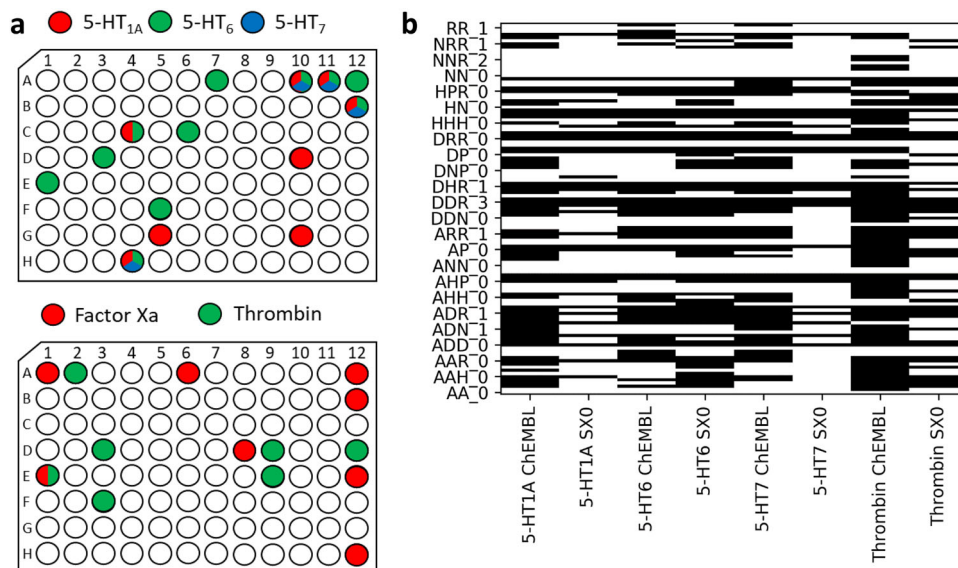 a
5-HT1A 5-HT6 5-HT7
1 2 3 4 5 6 7 8 9 10 11 12
A
B
C
D
E
F
G
H
Factor Xa Thrombin
1 2 3 4 5 6 7 8 9 10 11 12
A
B
C
D
E
F
G
H
b
RR_1
NRR_1
NNR_2
NN_0
HPR_0
HN_0
HHH_0
DRR_0
DP_0
DNP_0
DHR_1
DDR_3
DDN_0
ARR_1
AP_0
ANN_0
AHP_0
AHH_0
ADR_1
ADN_1
ADD_0
AAR_0
AAH_0
AA_0
5-HT1A ChEMBL
5-HT1A SX0
5-HT6 ChEMBL
5-HT6 SX0
5-HT7 ChEMBL
5-HT7 SX0
Thrombin ChEMBL
Thrombin SX0